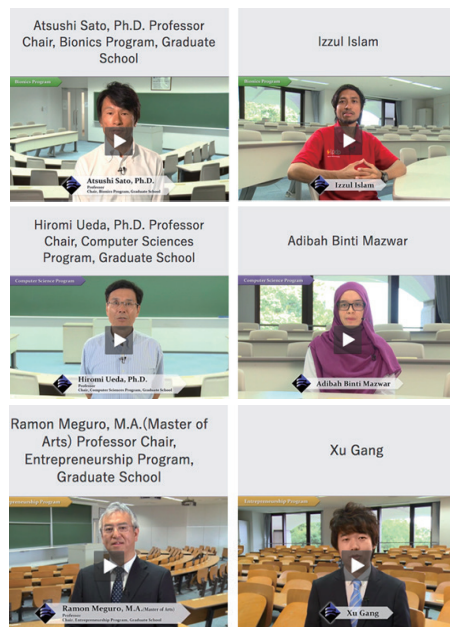 Atsushi Sato, Ph.D. Professor
Chair, Bionics Program, Graduate
School
Bionics Program
Atsushi Sato, Ph.D.
Professor
Chair, Bionics Program, Graduate School
Izzul Islam
Bionics Program
Izzul Islam
Hiromi Ueda, Ph.D. Professor
Chair, Computer Sciences
Program, Graduate School
Computer Science Program
Hiromi Ueda, Ph.D.
Professor
Chair, Computer Sciences Program, Graduate School
Adibah Binti Mazwar
Computer Science Program
Adibah Binti Mazwar
Ramon Meguro, M.A.(Master of
Arts) Professor Chair,
Entrepreneurship Program,
Graduate School
Ramon Meguro, M.A.(Master of Arts)
Professor
Chair, Entrepreneurship Program, Graduate School
Xu Gang
Entrepreneurship Program
Xu Gang